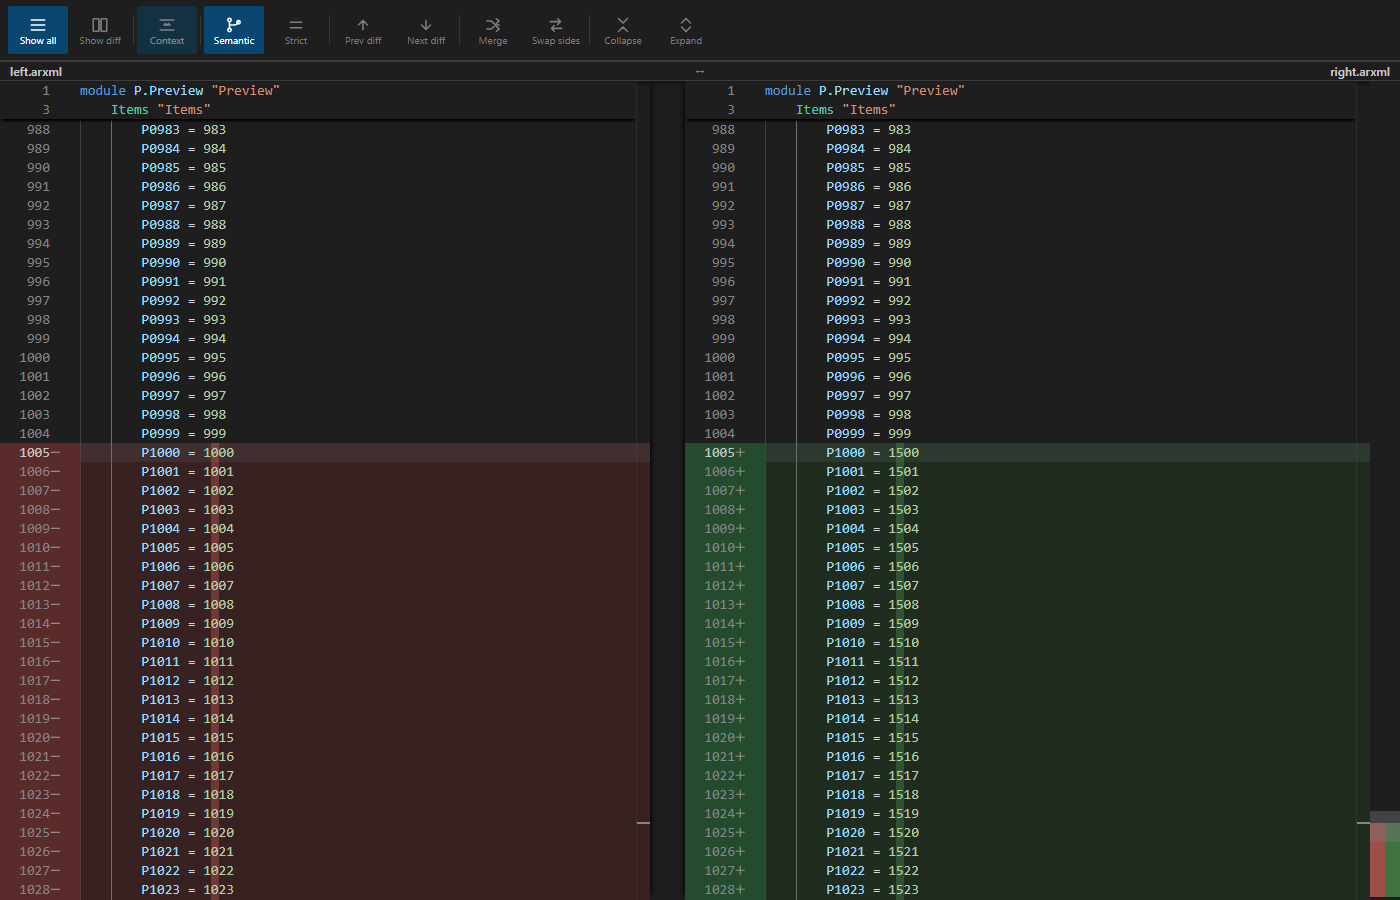 Show all Show diff Context Semantic Strict Prev diff Next diff Merge Swap sides Collapse Expand
left.arxml ↔ right.arxml
1 module P.Preview "Preview" 1 module P.Preview "Preview"
3 Items "Items" 3 Items "Items"
988 P0983 = 983 988 P0983 = 983
989 P0984 = 984 989 P0984 = 984
990 P0985 = 985 990 P0985 = 985
991 P0986 = 986 991 P0986 = 986
992 P0987 = 987 992 P0987 = 987
993 P0988 = 988 993 P0988 = 988
994 P0989 = 989 994 P0989 = 989
995 P0990 = 990 995 P0990 = 990
996 P0991 = 991 996 P0991 = 991
997 P0992 = 992 997 P0992 = 992
998 P0993 = 993 998 P0993 = 993
999 P0994 = 994 999 P0994 = 994
1000 P0995 = 995 1000 P0995 = 995
1001 P0996 = 996 1001 P0996 = 996
1002 P0997 = 997 1002 P0997 = 997
1003 P0998 = 998 1003 P0998 = 998
1004 P0999 = 999 1004 P0999 = 999
1005− P1000 = 1000 1005+ P1000 = 1500
1006− P1001 = 1001 1006+ P1001 = 1501
1007− P1002 = 1002 1007+ P1002 = 1502
1008− P1003 = 1003 1008+ P1003 = 1503
1009− P1004 = 1004 1009+ P1004 = 1504
1010− P1005 = 1005 1010+ P1005 = 1505
1011− P1006 = 1006 1011+ P1006 = 1506
1012− P1007 = 1007 1012+ P1007 = 1507
1013− P1008 = 1008 1013+ P1008 = 1508
1014− P1009 = 1009 1014+ P1009 = 1509
1015− P1010 = 1010 1015+ P1010 = 1510
1016− P1011 = 1011 1016+ P1011 = 1511
1017− P1012 = 1012 1017+ P1012 = 1512
1018− P1013 = 1013 1018+ P1013 = 1513
1019− P1014 = 1014 1019+ P1014 = 1514
1020− P1015 = 1015 1020+ P1015 = 1515
1021− P1016 = 1016 1021+ P1016 = 1516
1022− P1017 = 1017 1022+ P1017 = 1517
1023− P1018 = 1018 1023+ P1018 = 1518
1024− P1019 = 1019 1024+ P1019 = 1519
1025− P1020 = 1020 1025+ P1020 = 1520
1026− P1021 = 1021 1026+ P1021 = 1521
1027− P1022 = 1022 1027+ P1022 = 1522
1028− P1023 = 1023 1028+ P1023 = 1523